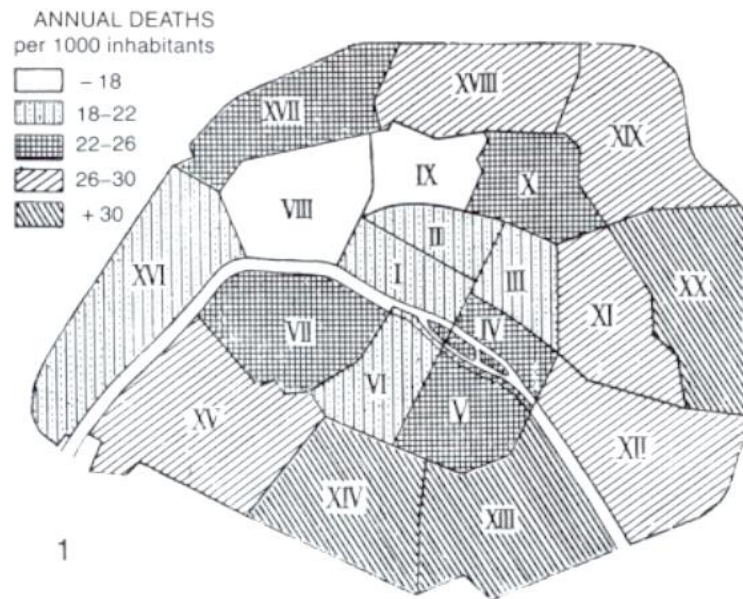 ANNUAL DEATHS
per 1000 inhabitants
– 18
18–22
22–26
26–30
+ 30
XVIII
XVII
XIX
IX
X
VIII
II
XVI
I
III
XX
XI
IV
VII
VI
V
XV
XII
XIV
XIII
1